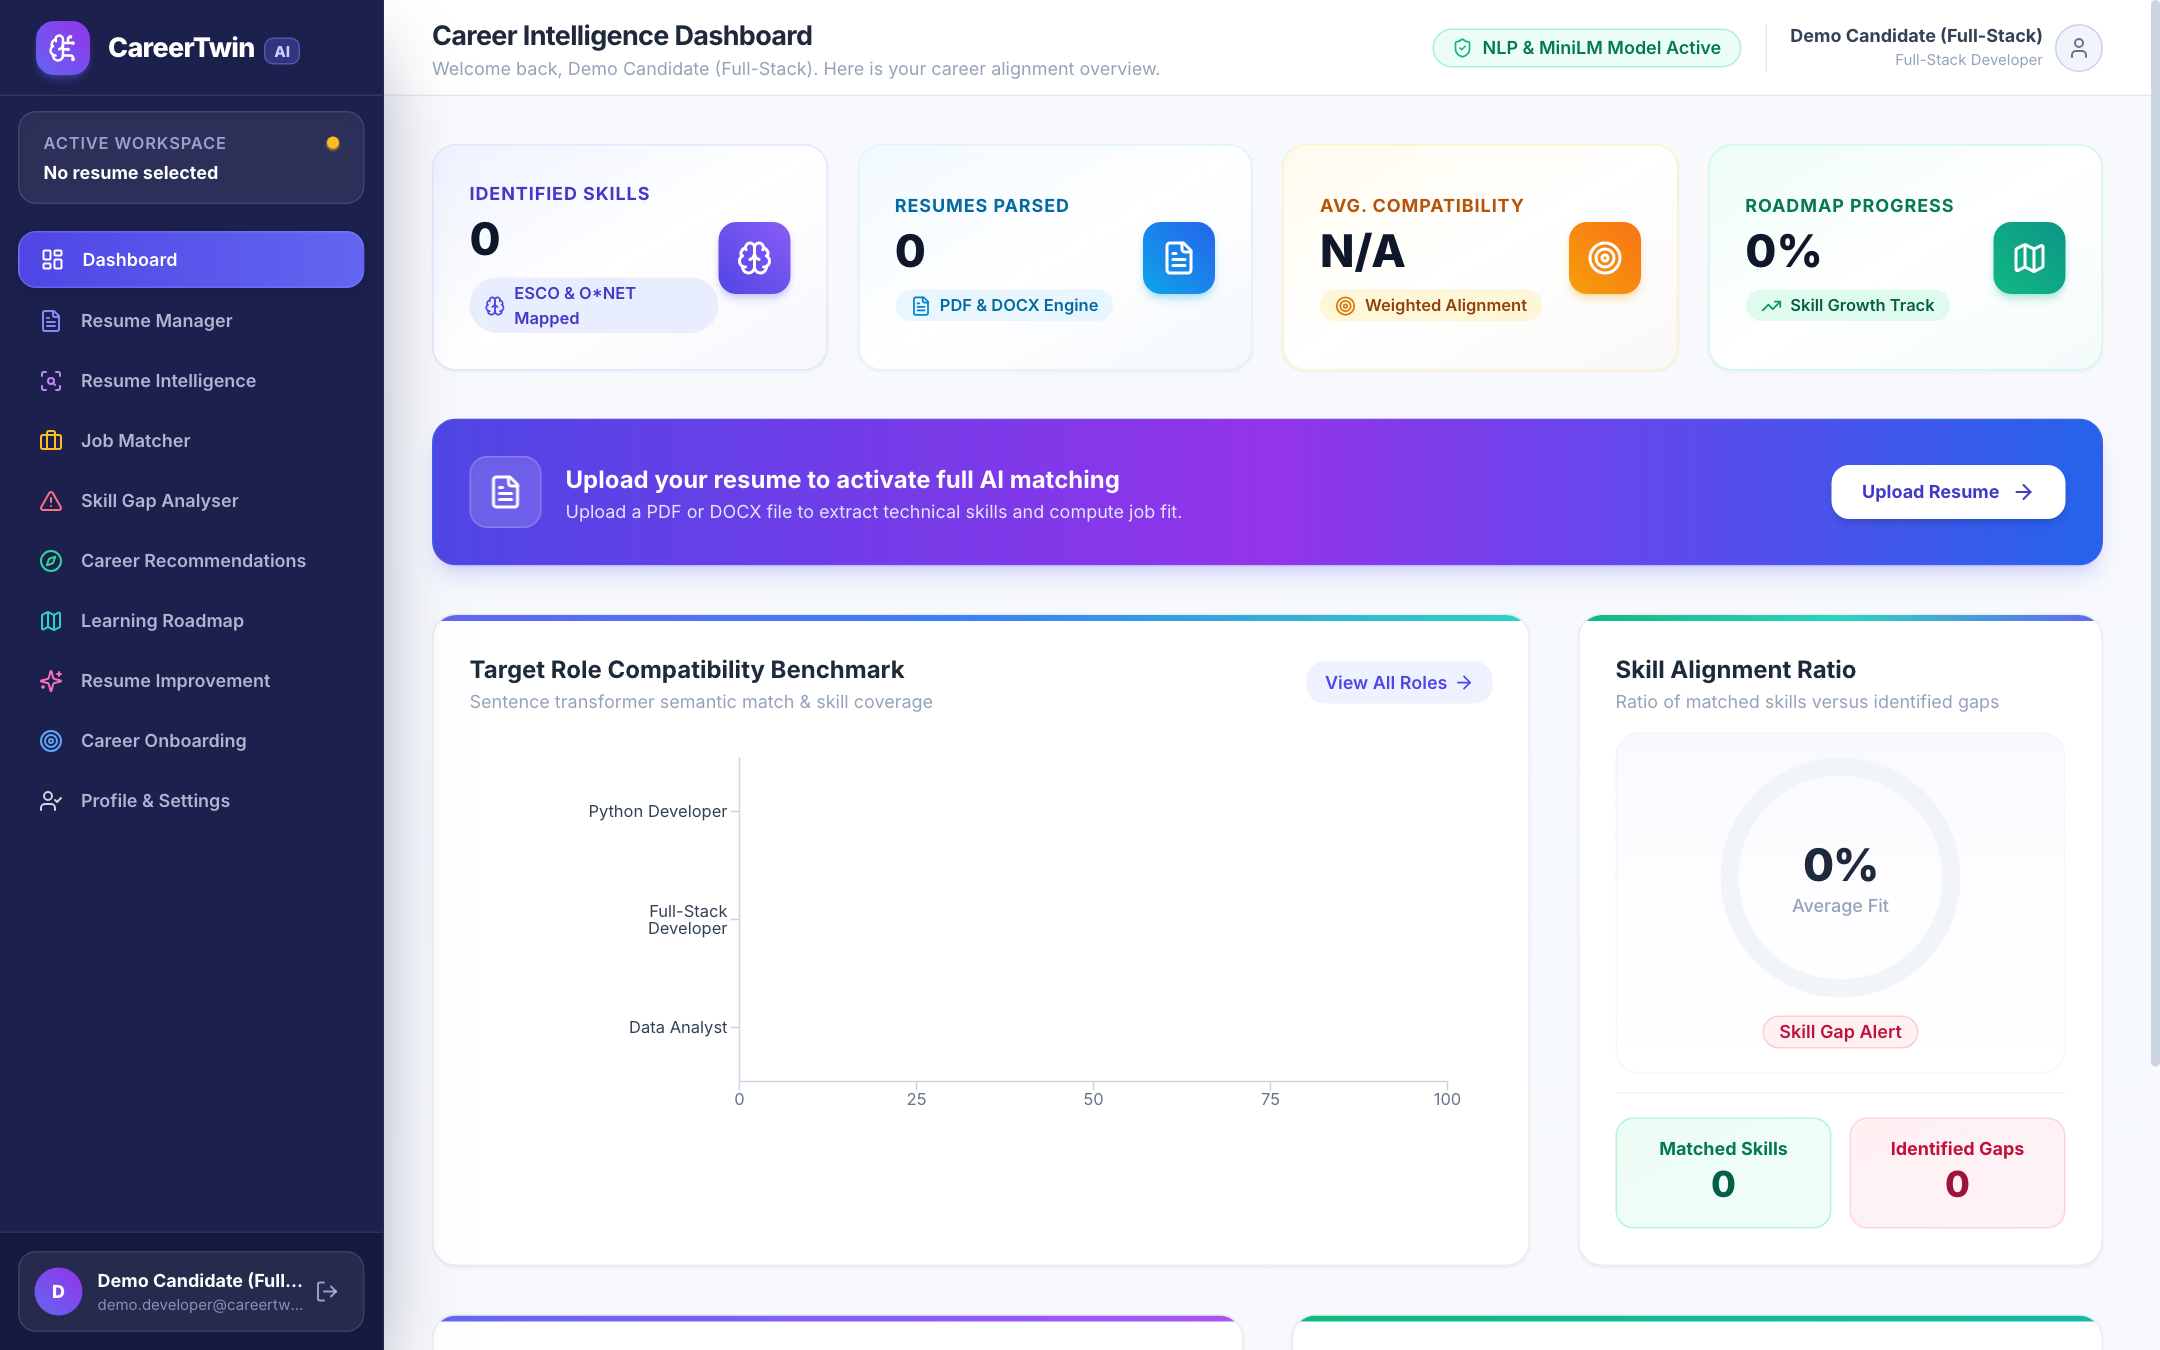 CareerTwin AI
ACTIVE WORKSPACE
No resume selected
Dashboard
Resume Manager
Resume Intelligence
Job Matcher
Skill Gap Analyser
Career Recommendations
Learning Roadmap
Resume Improvement
Career Onboarding
Profile & Settings
D
Demo Candidate (Full...
demo.developer@careertw...
Career Intelligence Dashboard
Welcome back, Demo Candidate (Full-Stack). Here is your career alignment overview.
NLP & MiniLM Model Active
Demo Candidate (Full-Stack)
Full-Stack Developer
IDENTIFIED SKILLS
0
ESCO & O*NET
Mapped
RESUMES PARSED
0
PDF & DOCX Engine
AVG. COMPATIBILITY
N/A
Weighted Alignment
ROADMAP PROGRESS
0%
Skill Growth Track
Upload your resume to activate full AI matching
Upload a PDF or DOCX file to extract technical skills and compute job fit.
Upload Resume
Target Role Compatibility Benchmark
Sentence transformer semantic match & skill coverage
View All Roles
Python Developer
Full-Stack
Developer
Data Analyst
0 25 50 75 100
Skill Alignment Ratio
Ratio of matched skills versus identified gaps
0%
Average Fit
Skill Gap Alert
Matched Skills
0
Identified Gaps
0